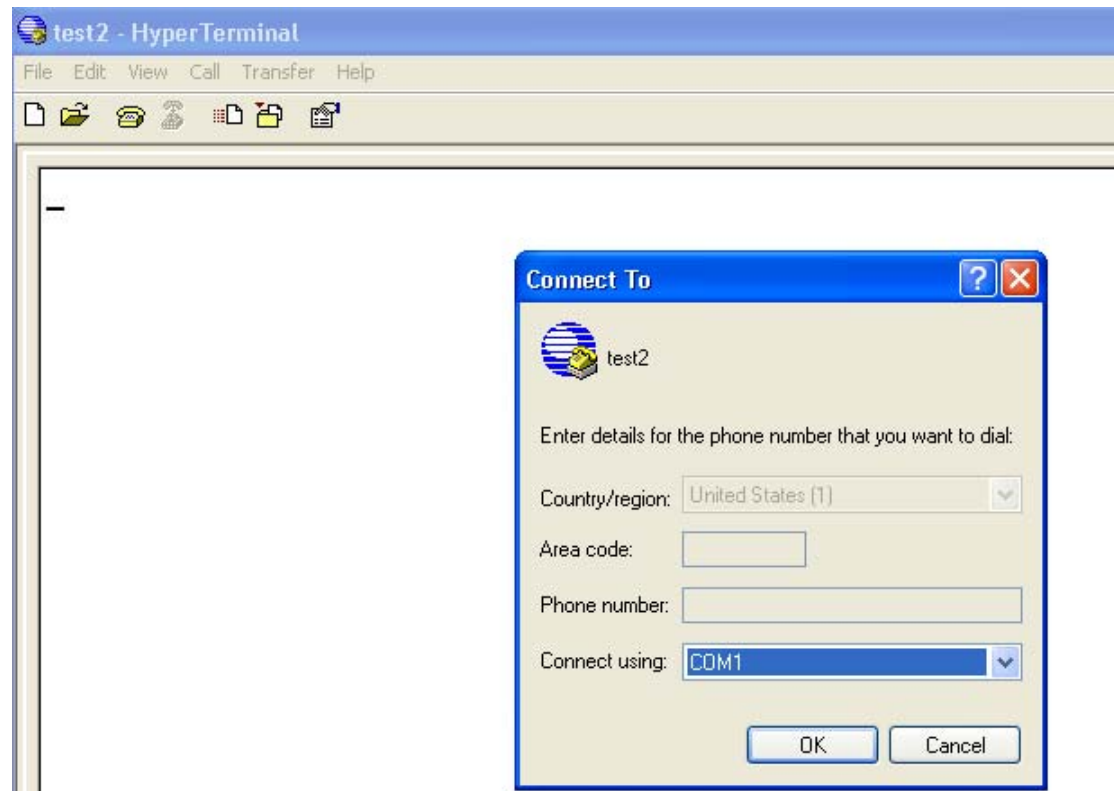 test2 - HyperTerminal
File Edit View Call Transfer Help
Connect To
test2
Enter details for the phone number that you want to dial:
Country/region: United States (1)
Area code:
Phone number:
Connect using: COM1
OK Cancel